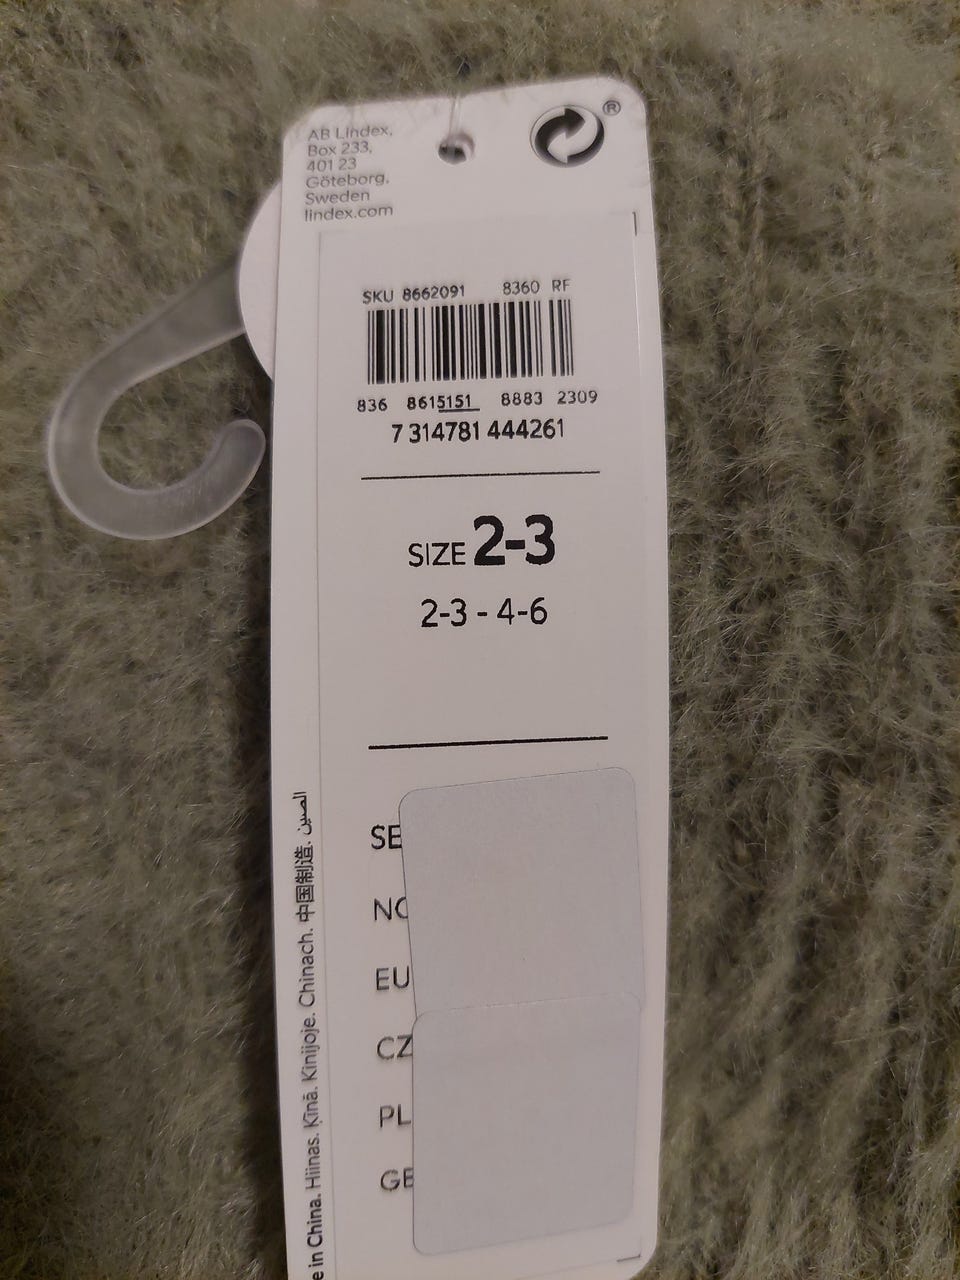 AB Lindex,
Box 233,
401 23
Göteborg,
Sweden
lindex.com
®
SKU 8662091 8360 RF
836 8615151 8883 2309
7 314781 444261
SIZE 2-3
2-3 - 4-6
SE
NO
EU
CZ
PL
GB
in China. Hiinas. Ķīnā. Kinijoje. Chinach. 中国制造. الصين